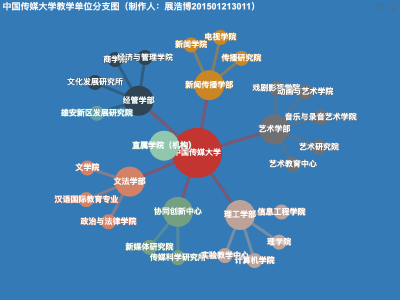 中国传媒大学教学单位分支图（制作人：展浩博201501213011）
电视学院
新闻学院
传播研究院
新闻传播学部
商学院
经济与管理学院
文化发展研究所
经管学部
雄安新区发展研究院
戏剧影视学院
动画与艺术学院
音乐与录音艺术学院
艺术学部
艺术研究院
艺术教育中心
直属学院（机构）
中国传媒大学
文学院
文法学部
汉语国际教育专业
政治与法律学院
协同创新中心
新媒体研究院
传媒科学研究所
理工学部
信息工程学院
理学院
计算机学院
实验教学中心